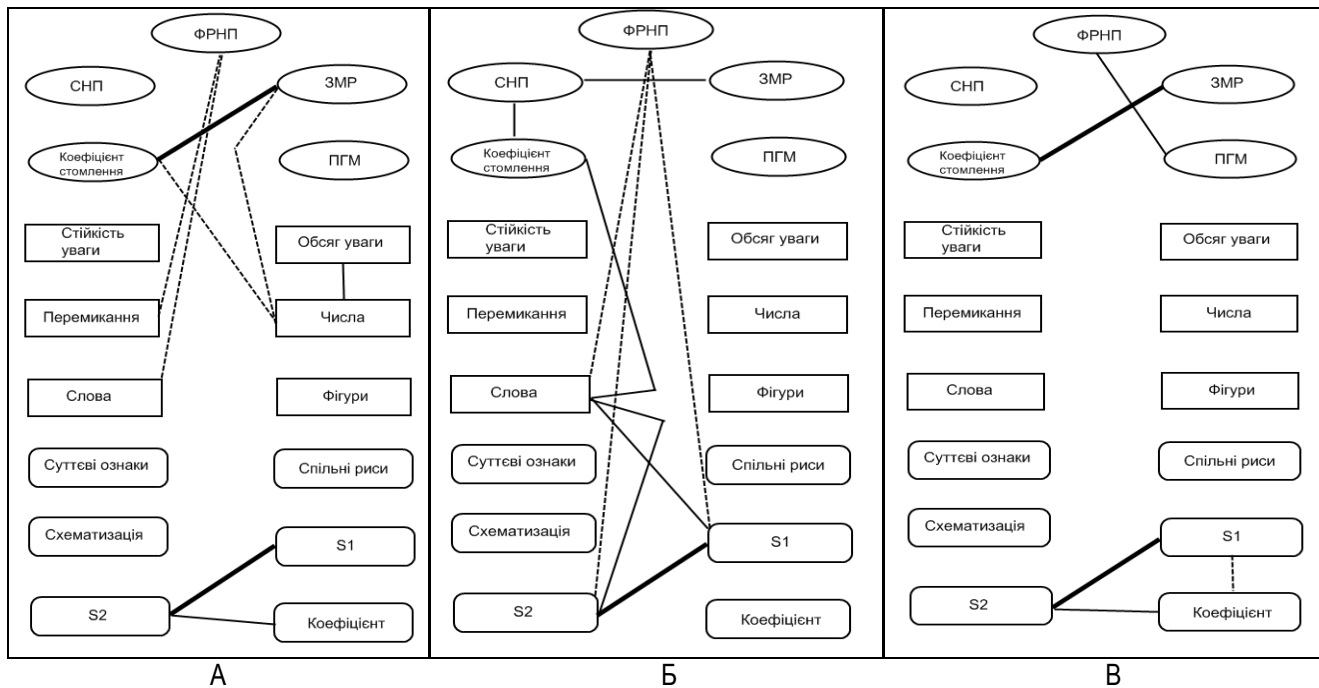 ФРНП
СНП
ЗМР
Коефіцієнт
стомлення
ПГМ
Стійкість
уваги
Обсяг уваги
Перемикання
Числа
Слова
Фігури
Суттєві ознаки
Спільні риси
Схематизація
S1
S2
Коефіцієнт
А
ФРНП
СНП
ЗМР
Коефіцієнт
стомлення
ПГМ
Стійкість
уваги
Обсяг уваги
Перемикання
Числа
Слова
Фігури
Суттєві ознаки
Спільні риси
Схематизація
S1
S2
Коефіцієнт
Б
ФРНП
СНП
ЗМР
Коефіцієнт
стомлення
ПГМ
Стійкість
уваги
Обсяг уваги
Перемикання
Числа
Слова
Фігури
Суттєві ознаки
Спільні риси
Схематизація
S1
S2
Коефіцієнт
В